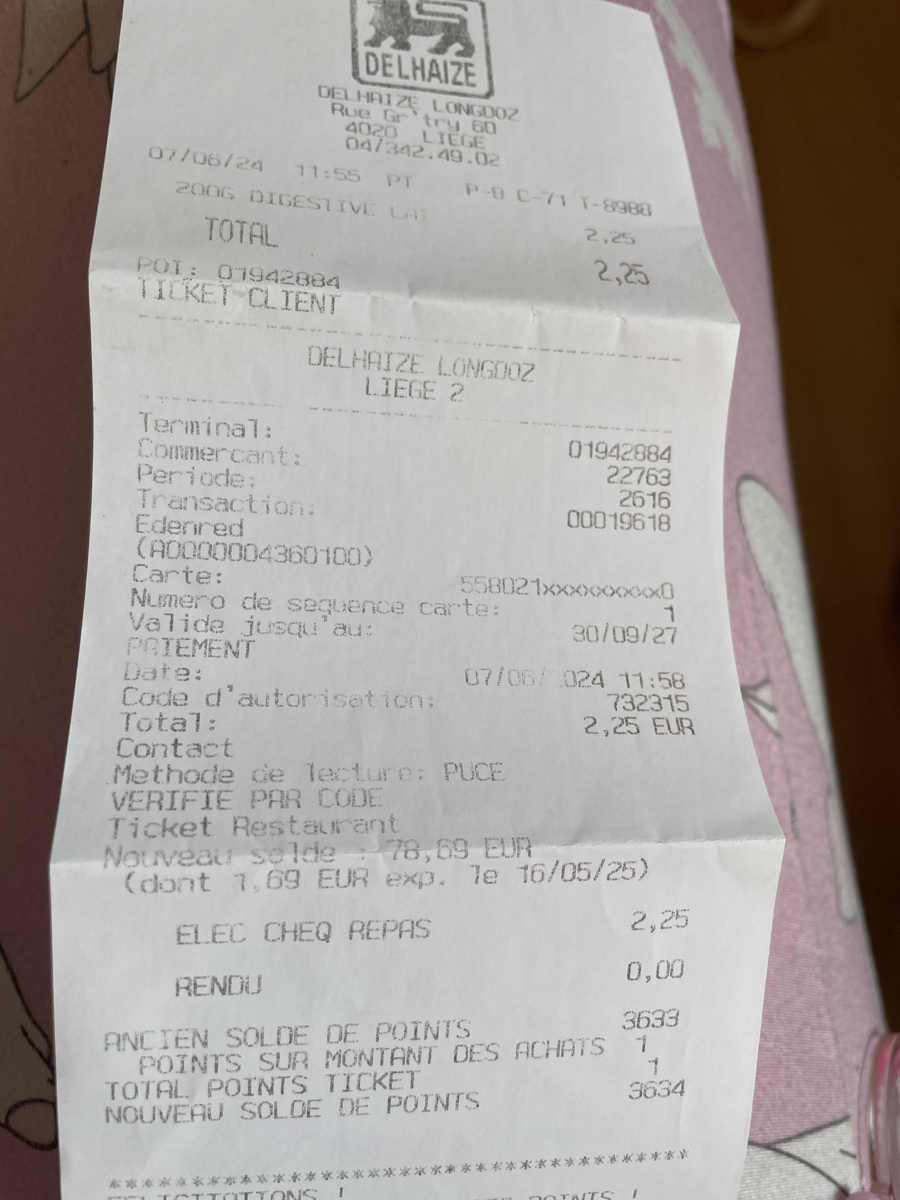 DELHAIZE
DELHAIZE LONGDOZ
Rue Gr'try 60
4020 LIEGE
04/342.49.02
07/06/24 11:55 PT P-8 C-71 T-8988
200G DIGESTIVE LAI 2,25
TOTAL 2,25
POI: 01942884
TICKET CLIENT
DELHAIZE LONGDOZ
LIEGE 2
Terminal: 01942884
Commercant: 22763
Periode: 2616
Transaction: 00019618
Edenred
(A0000004360100)
Carte: 558021xxxxxxxxxx0
Numero de sequence carte: 1
Valide jusqu'au: 30/09/27
PAIEMENT
Date: 07/06/ 024 11:58
Code d'autorisation: 732315
Total: 2,25 EUR
Contact
Methode de lecture: PUCE
VERIFIE PAR CODE
Ticket Restaurant
Nouveau solde : 78,69 EUR
(dont 1,69 EUR exp. le 16/05/25)
ELEC CHEQ REPAS 2,25
RENDU 0,00
ANCIEN SOLDE DE POINTS 3633
POINTS SUR MONTANT DES ACHATS 1
TOTAL POINTS TICKET 1
NOUVEAU SOLDE DE POINTS 3634
*******************************************